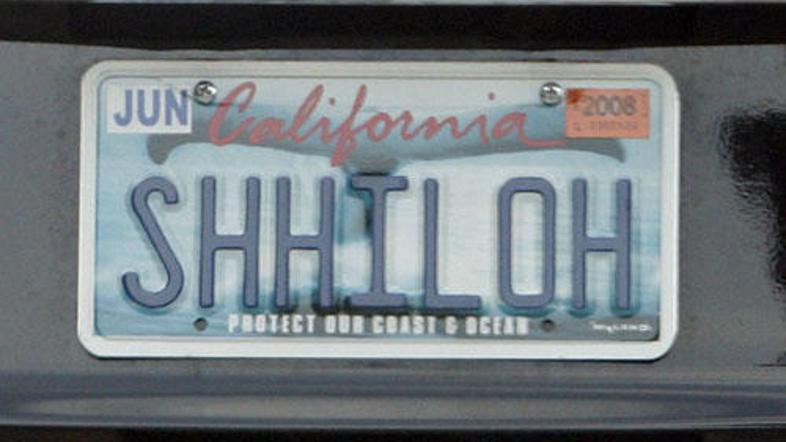 JUN California 2008
SHHILOH
PROTECT OUR COAST & OCEAN